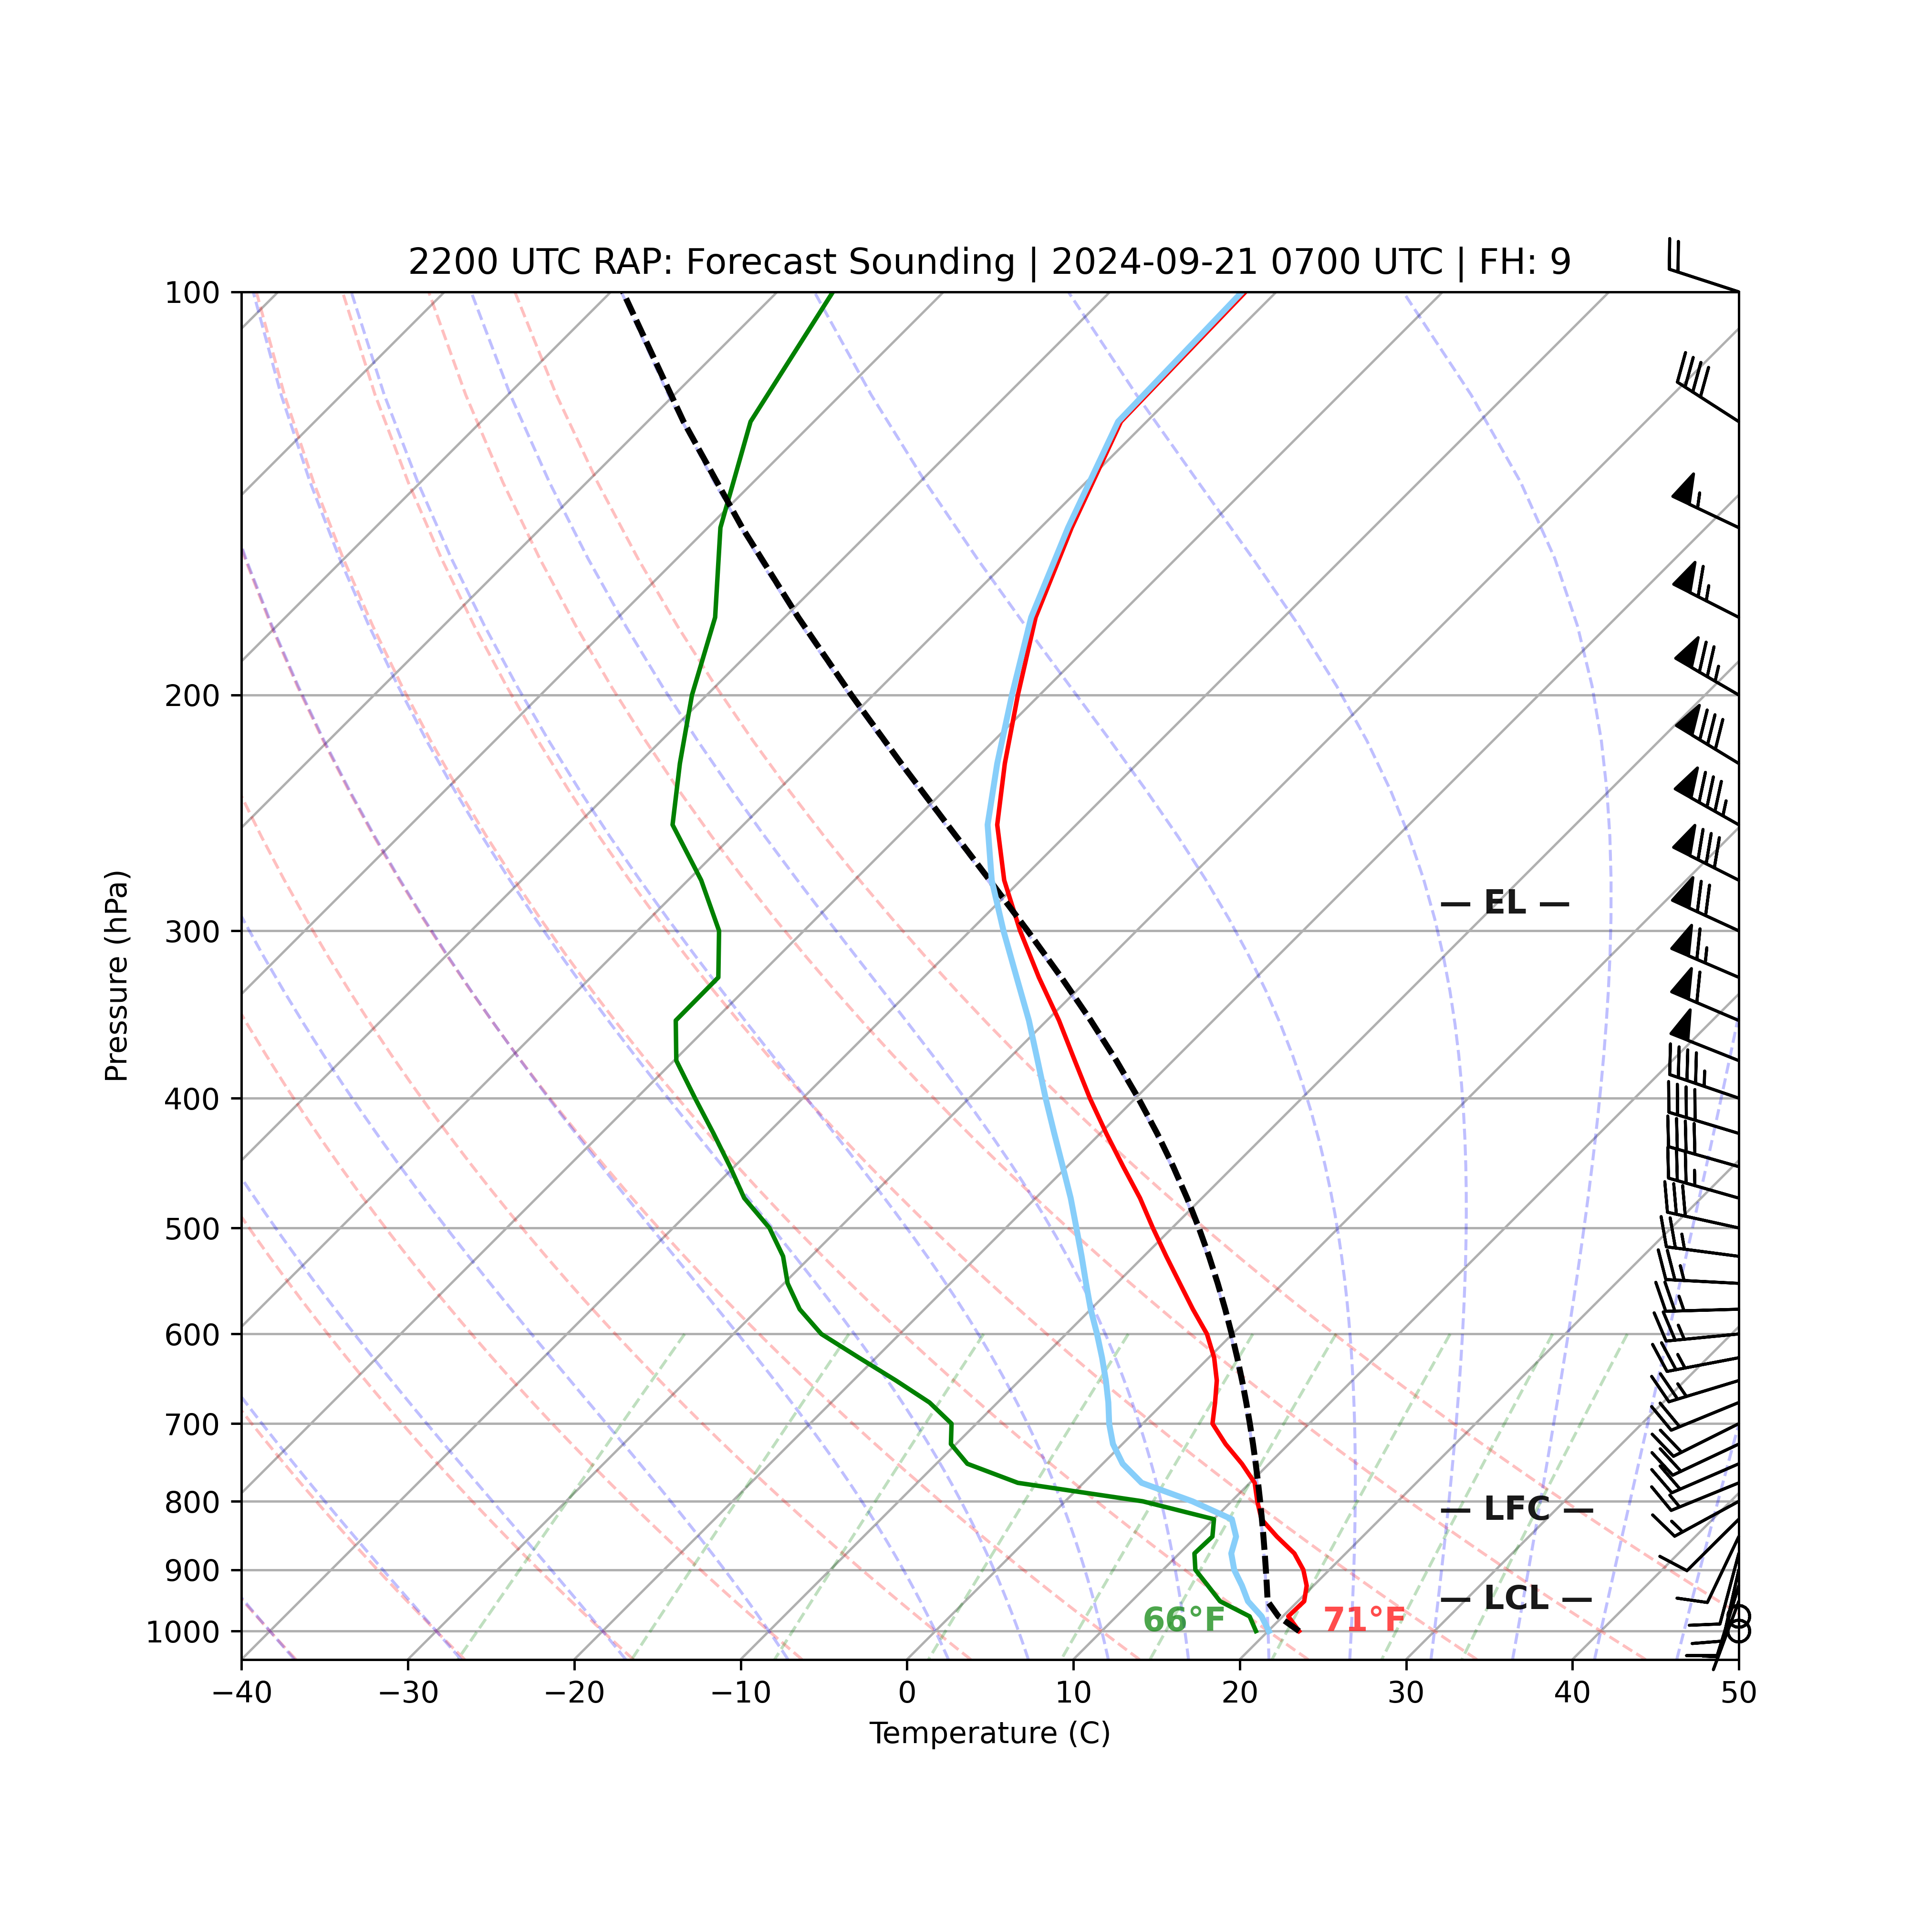 2200 UTC RAP: Forecast Sounding | 2024-09-21 0700 UTC | FH: 9
100
200
300
400
500
600
700
800
900
1000
Pressure (hPa)
— EL —
— LFC —
— LCL —
66°F
71°F
−40
−30
−20
−10
0
10
20
30
40
50
Temperature (C)